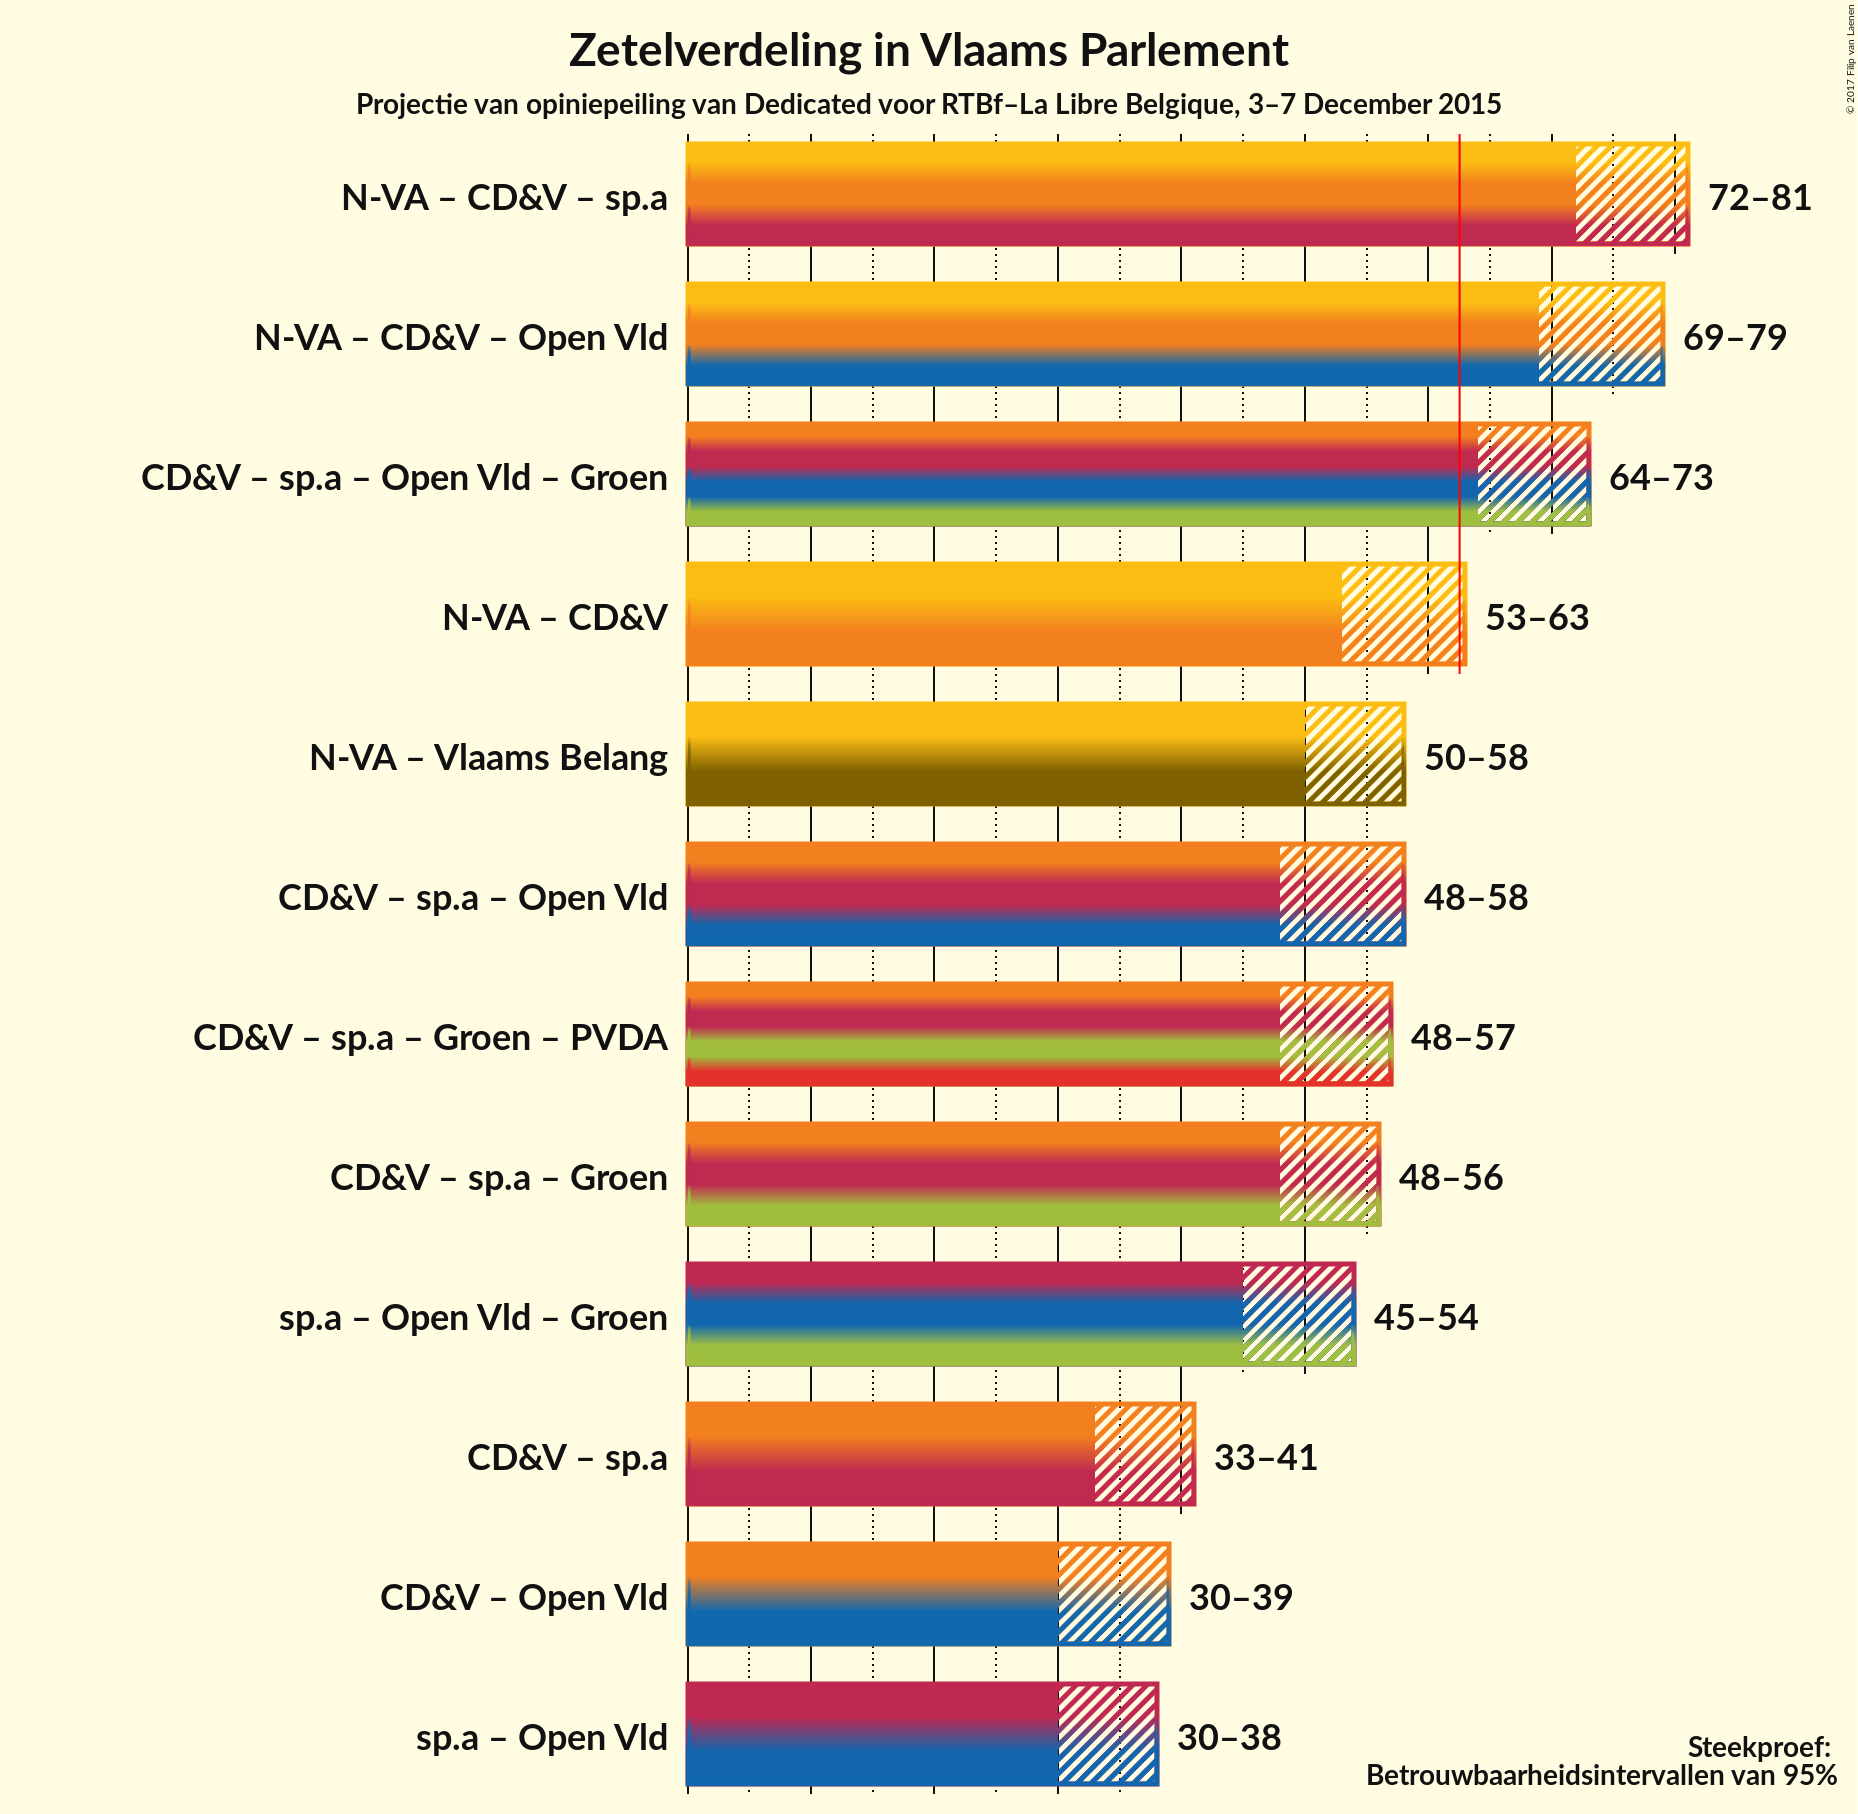 Zetelverdeling in Vlaams Parlement
Projectie van opiniepeiling van Dedicated voor RTBf–La Libre Belgique, 3–7 December 2015
© 2017 Filip van Laenen
N-VA – CD&V – sp.a 72–81
N-VA – CD&V – Open Vld 69–79
CD&V – sp.a – Open Vld – Groen 64–73
N-VA – CD&V 53–63
N-VA – Vlaams Belang 50–58
CD&V – sp.a – Open Vld 48–58
CD&V – sp.a – Groen – PVDA 48–57
CD&V – sp.a – Groen 48–56
sp.a – Open Vld – Groen 45–54
CD&V – sp.a 33–41
CD&V – Open Vld 30–39
sp.a – Open Vld 30–38
Steekproef:
Betrouwbaarheidsintervallen van 95%